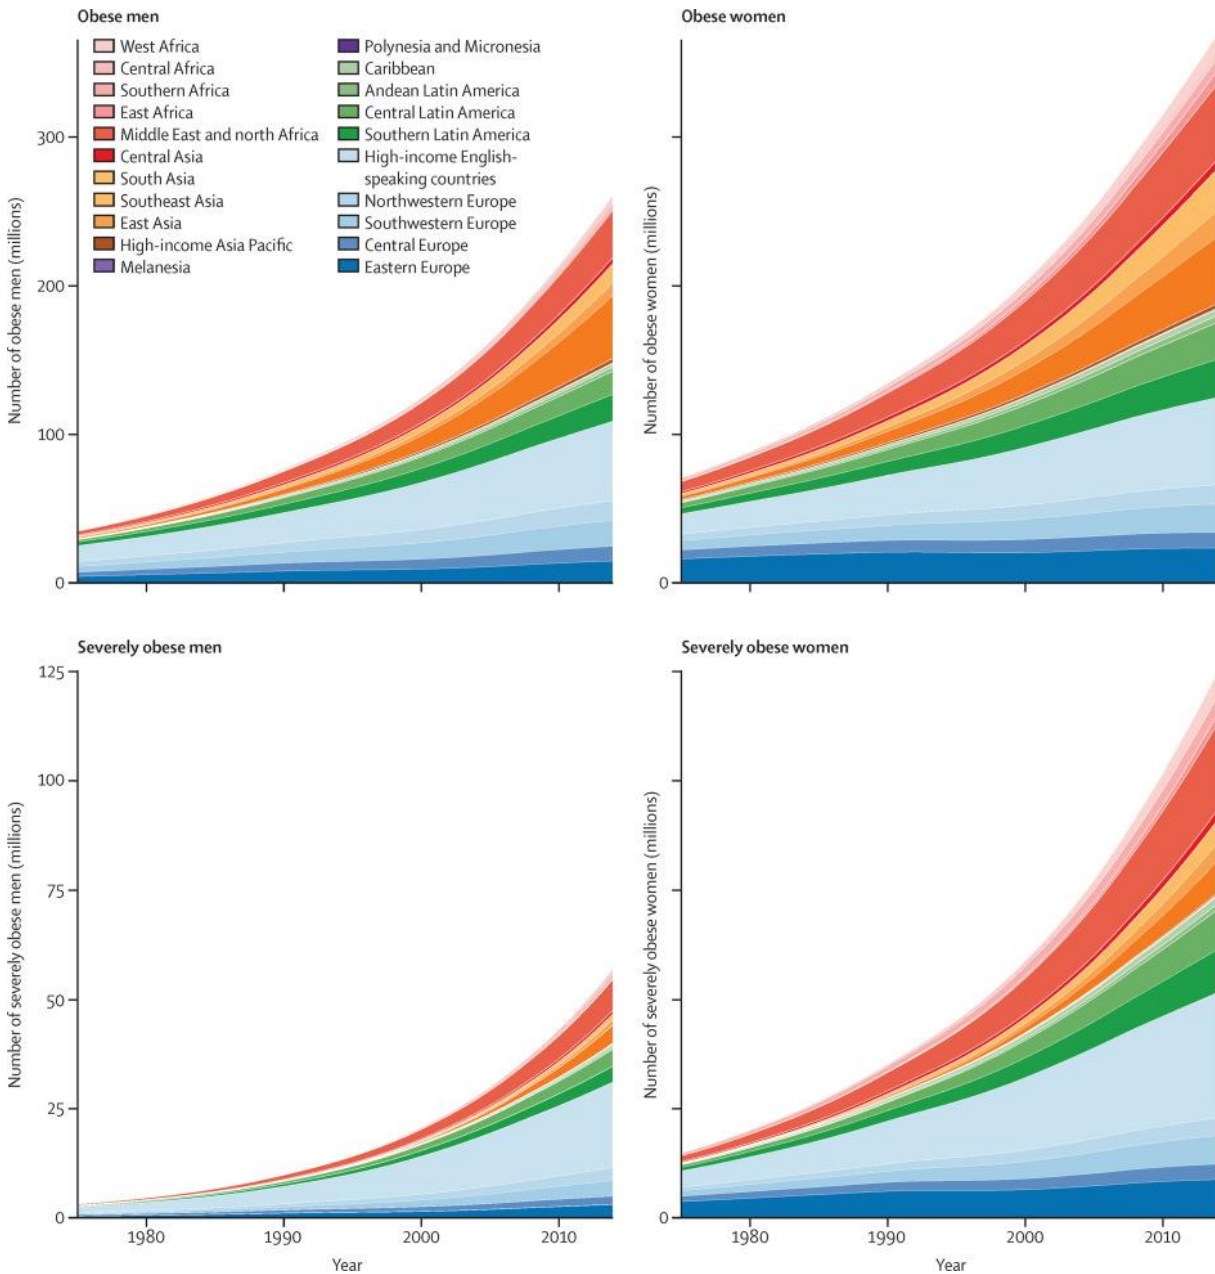 Obese men
Obese women
West Africa
Central Africa
Southern Africa
East Africa
Middle East and north Africa
Central Asia
South Asia
Southeast Asia
East Asia
High-income Asia Pacific
Melanesia
Polynesia and Micronesia
Caribbean
Andean Latin America
Central Latin America
Southern Latin America
High-income English-
speaking countries
Northwestern Europe
Southwestern Europe
Central Europe
Eastern Europe
Number of obese men (millions)
300
200
100
0
Number of obese women (millions)
0
Severely obese men
Severely obese women
Number of severely obese men (millions)
125
100
75
50
25
0
1980
1990
2000
2010
Year
Number of severely obese women (millions)
0
1980
1990
2000
2010
Year